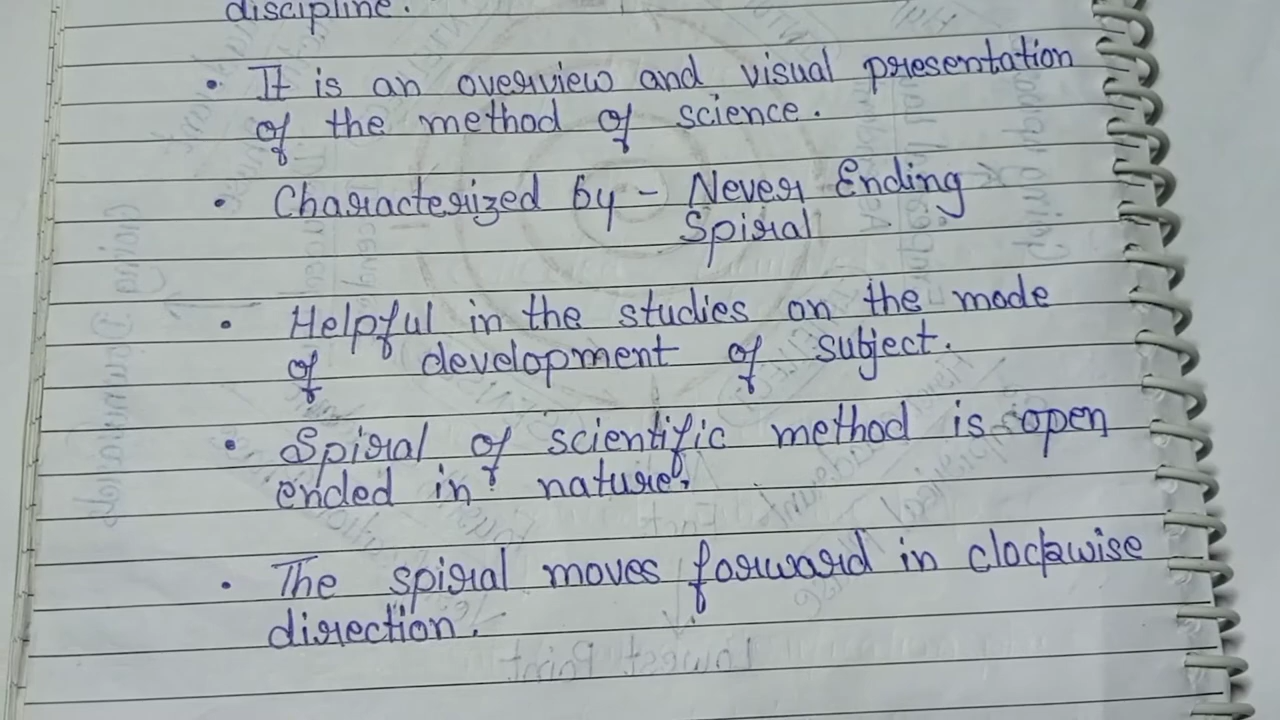 discipline.
• It is an overview and visual presentation
of the method of science.
• Characterized by - Never Ending
Spiral
• Helpful in the studies on the mode
of development of subject.
• Spiral of scientific method is open
ended in nature.
• The spiral moves forward in clockwise
direction.
Lowest Point